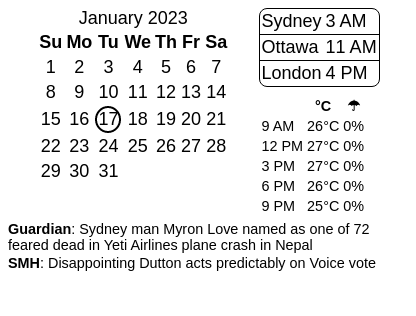 January 2023
Su Mo Tu We Th Fr Sa
1 2 3 4 5 6 7
8 9 10 11 12 13 14
15 16 17 18 19 20 21
22 23 24 25 26 27 28
29 30 31
Sydney 3 AM
Ottawa 11 AM
London 4 PM
°C ☂
9 AM 26°C 0%
12 PM 27°C 0%
3 PM 27°C 0%
6 PM 26°C 0%
9 PM 25°C 0%
Guardian: Sydney man Myron Love named as one of 72
feared dead in Yeti Airlines plane crash in Nepal
SMH: Disappointing Dutton acts predictably on Voice vote